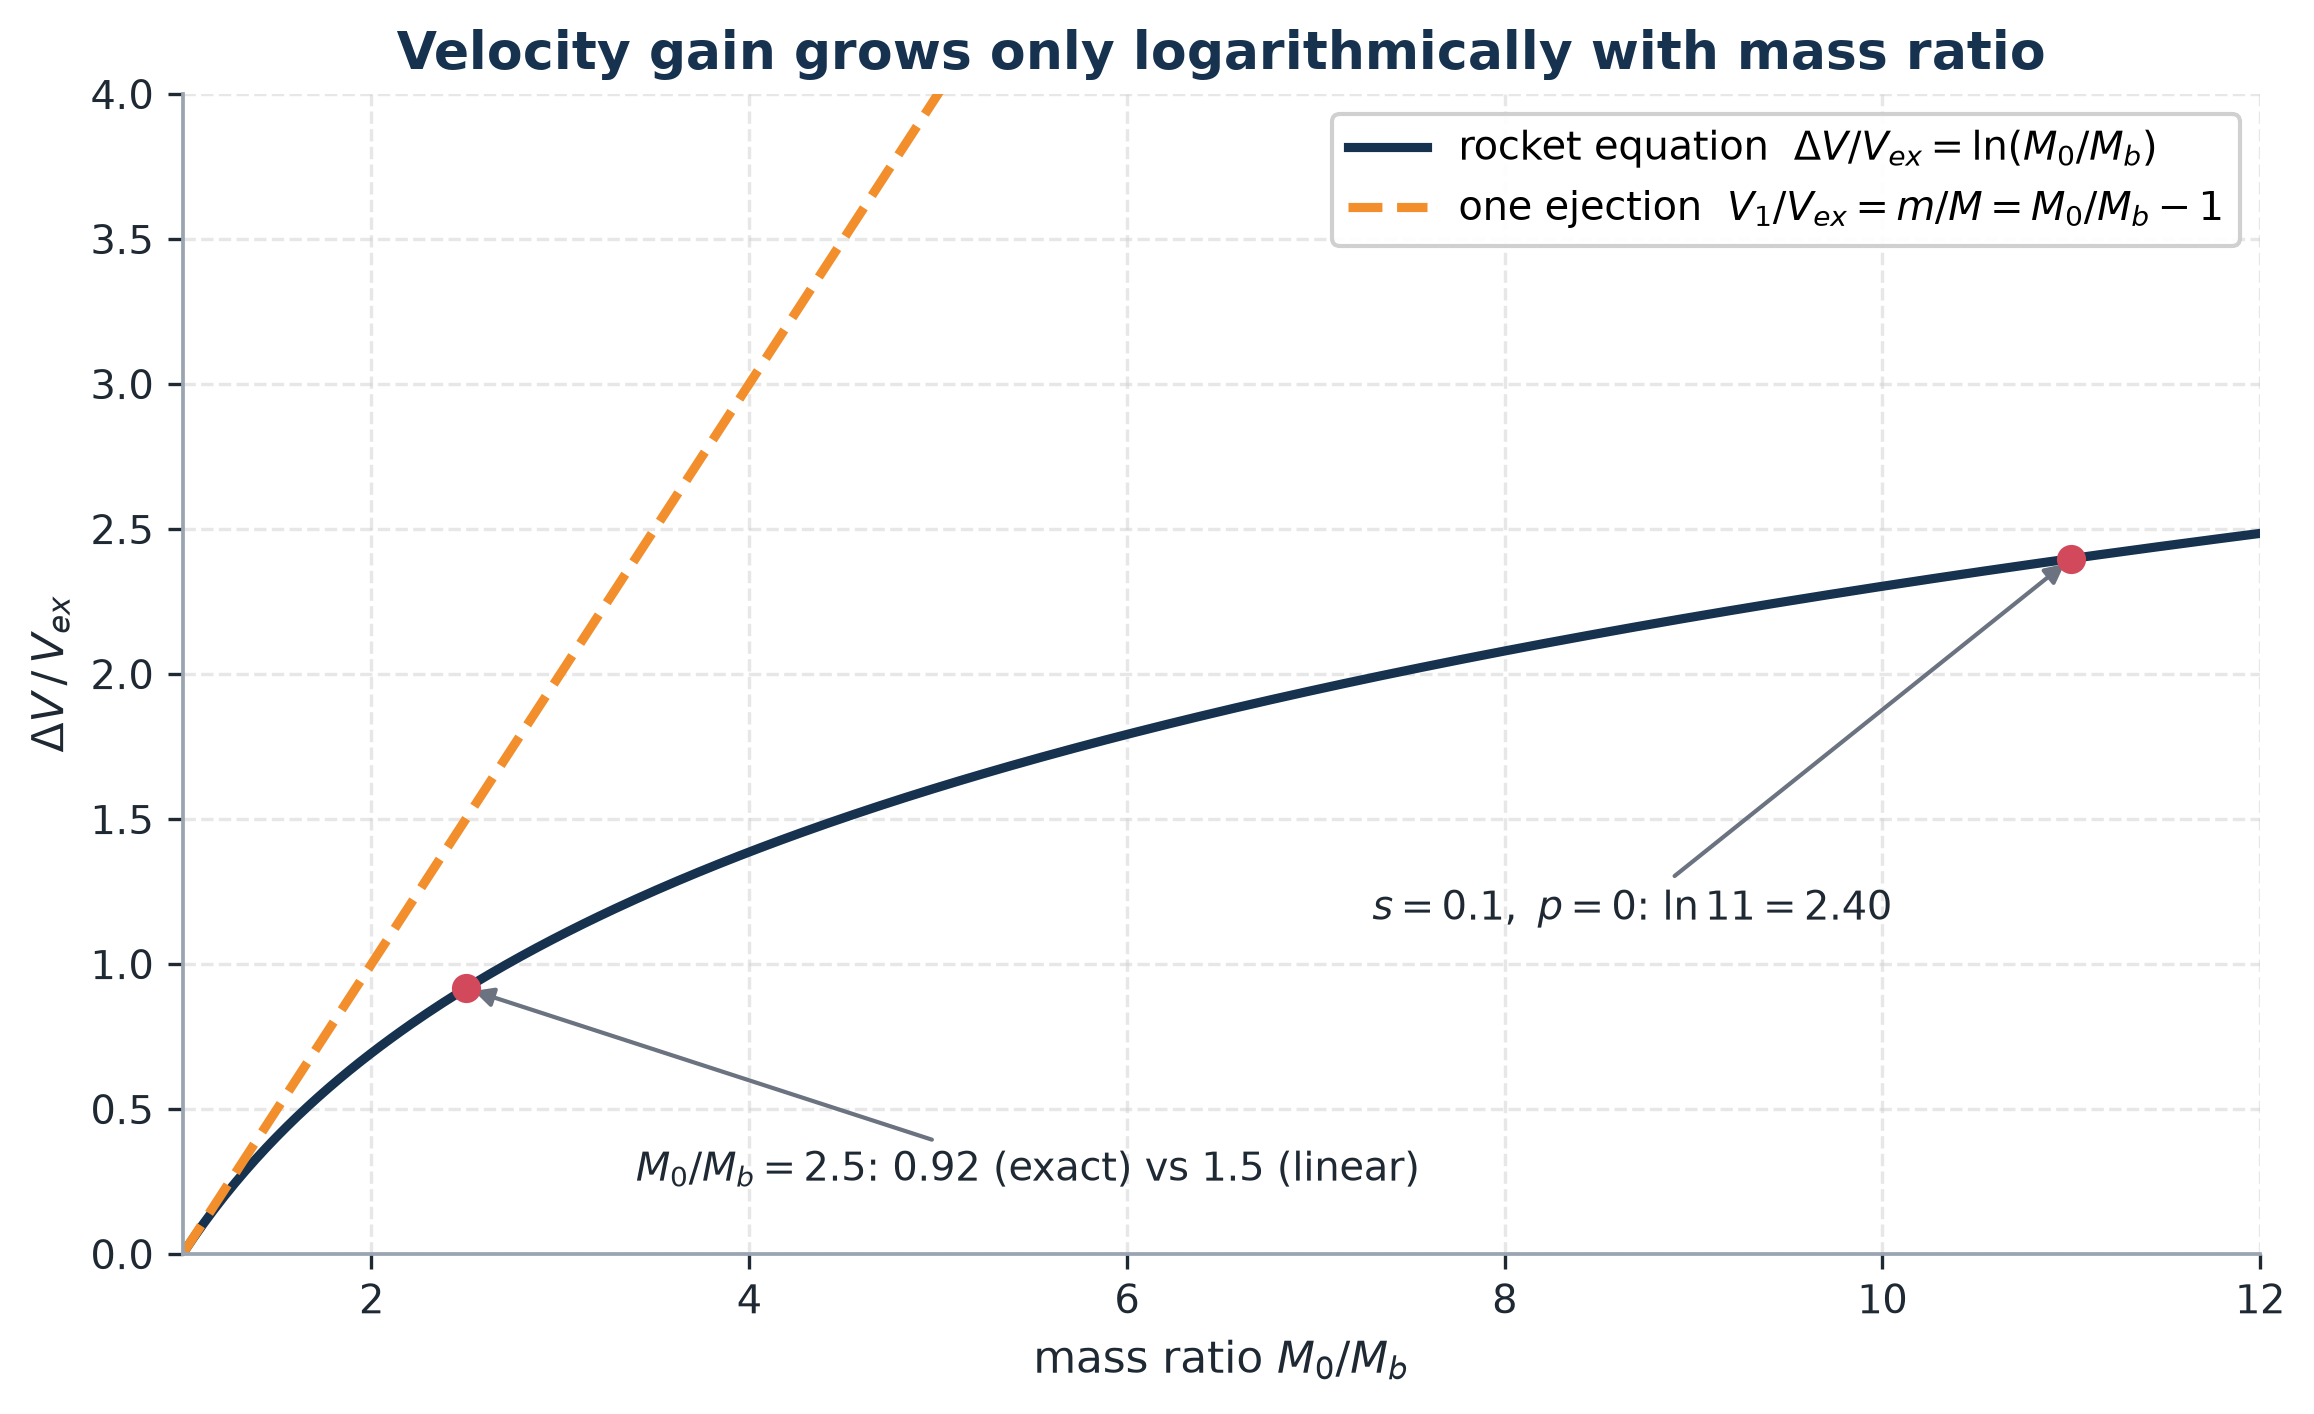 Velocity gain grows only logarithmically with mass ratio
4.0
3.5
3.0
2.5
2.0
1.5
1.0
0.5
0.0
ΔV / V_ex
rocket equation ΔV/V_ex = ln(M_0/M_b)
one ejection V_1/V_ex = m/M = M_0/M_b − 1
s = 0.1, p = 0: ln 11 = 2.40
M_0/M_b = 2.5: 0.92 (exact) vs 1.5 (linear)
2 4 6 8 10 12
mass ratio M_0/M_b